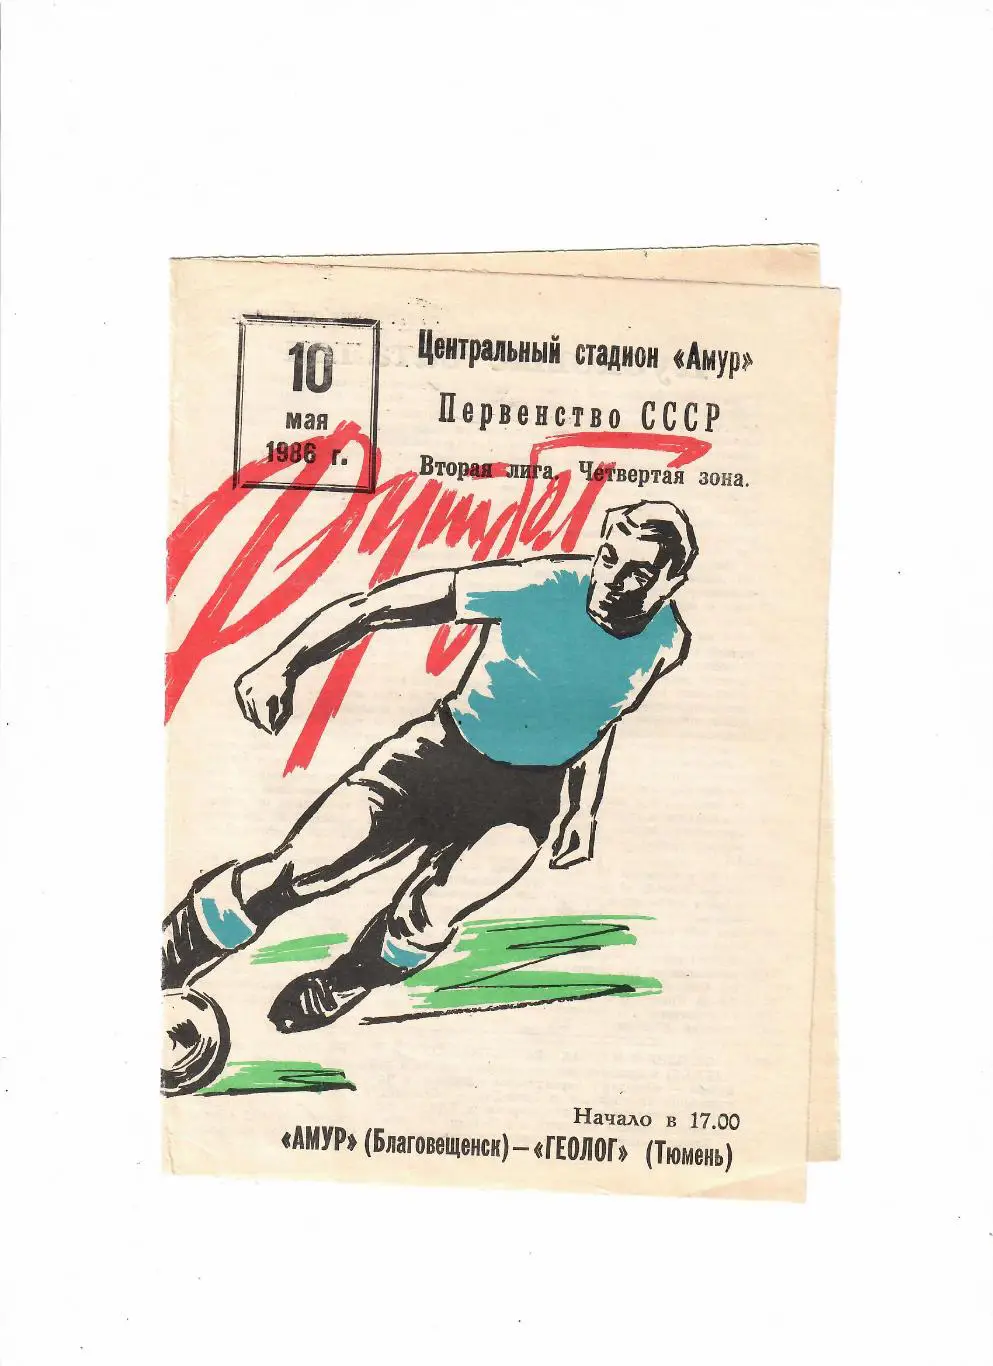 10
мая
1986 г.
Центральный стадион «Амур»
Первенство СССР
Вторая лига. Четвертая зона.
Футбол
Начало в 17.00
«АМУР» (Благовещенск) – «ГЕОЛОГ» (Тюмень)